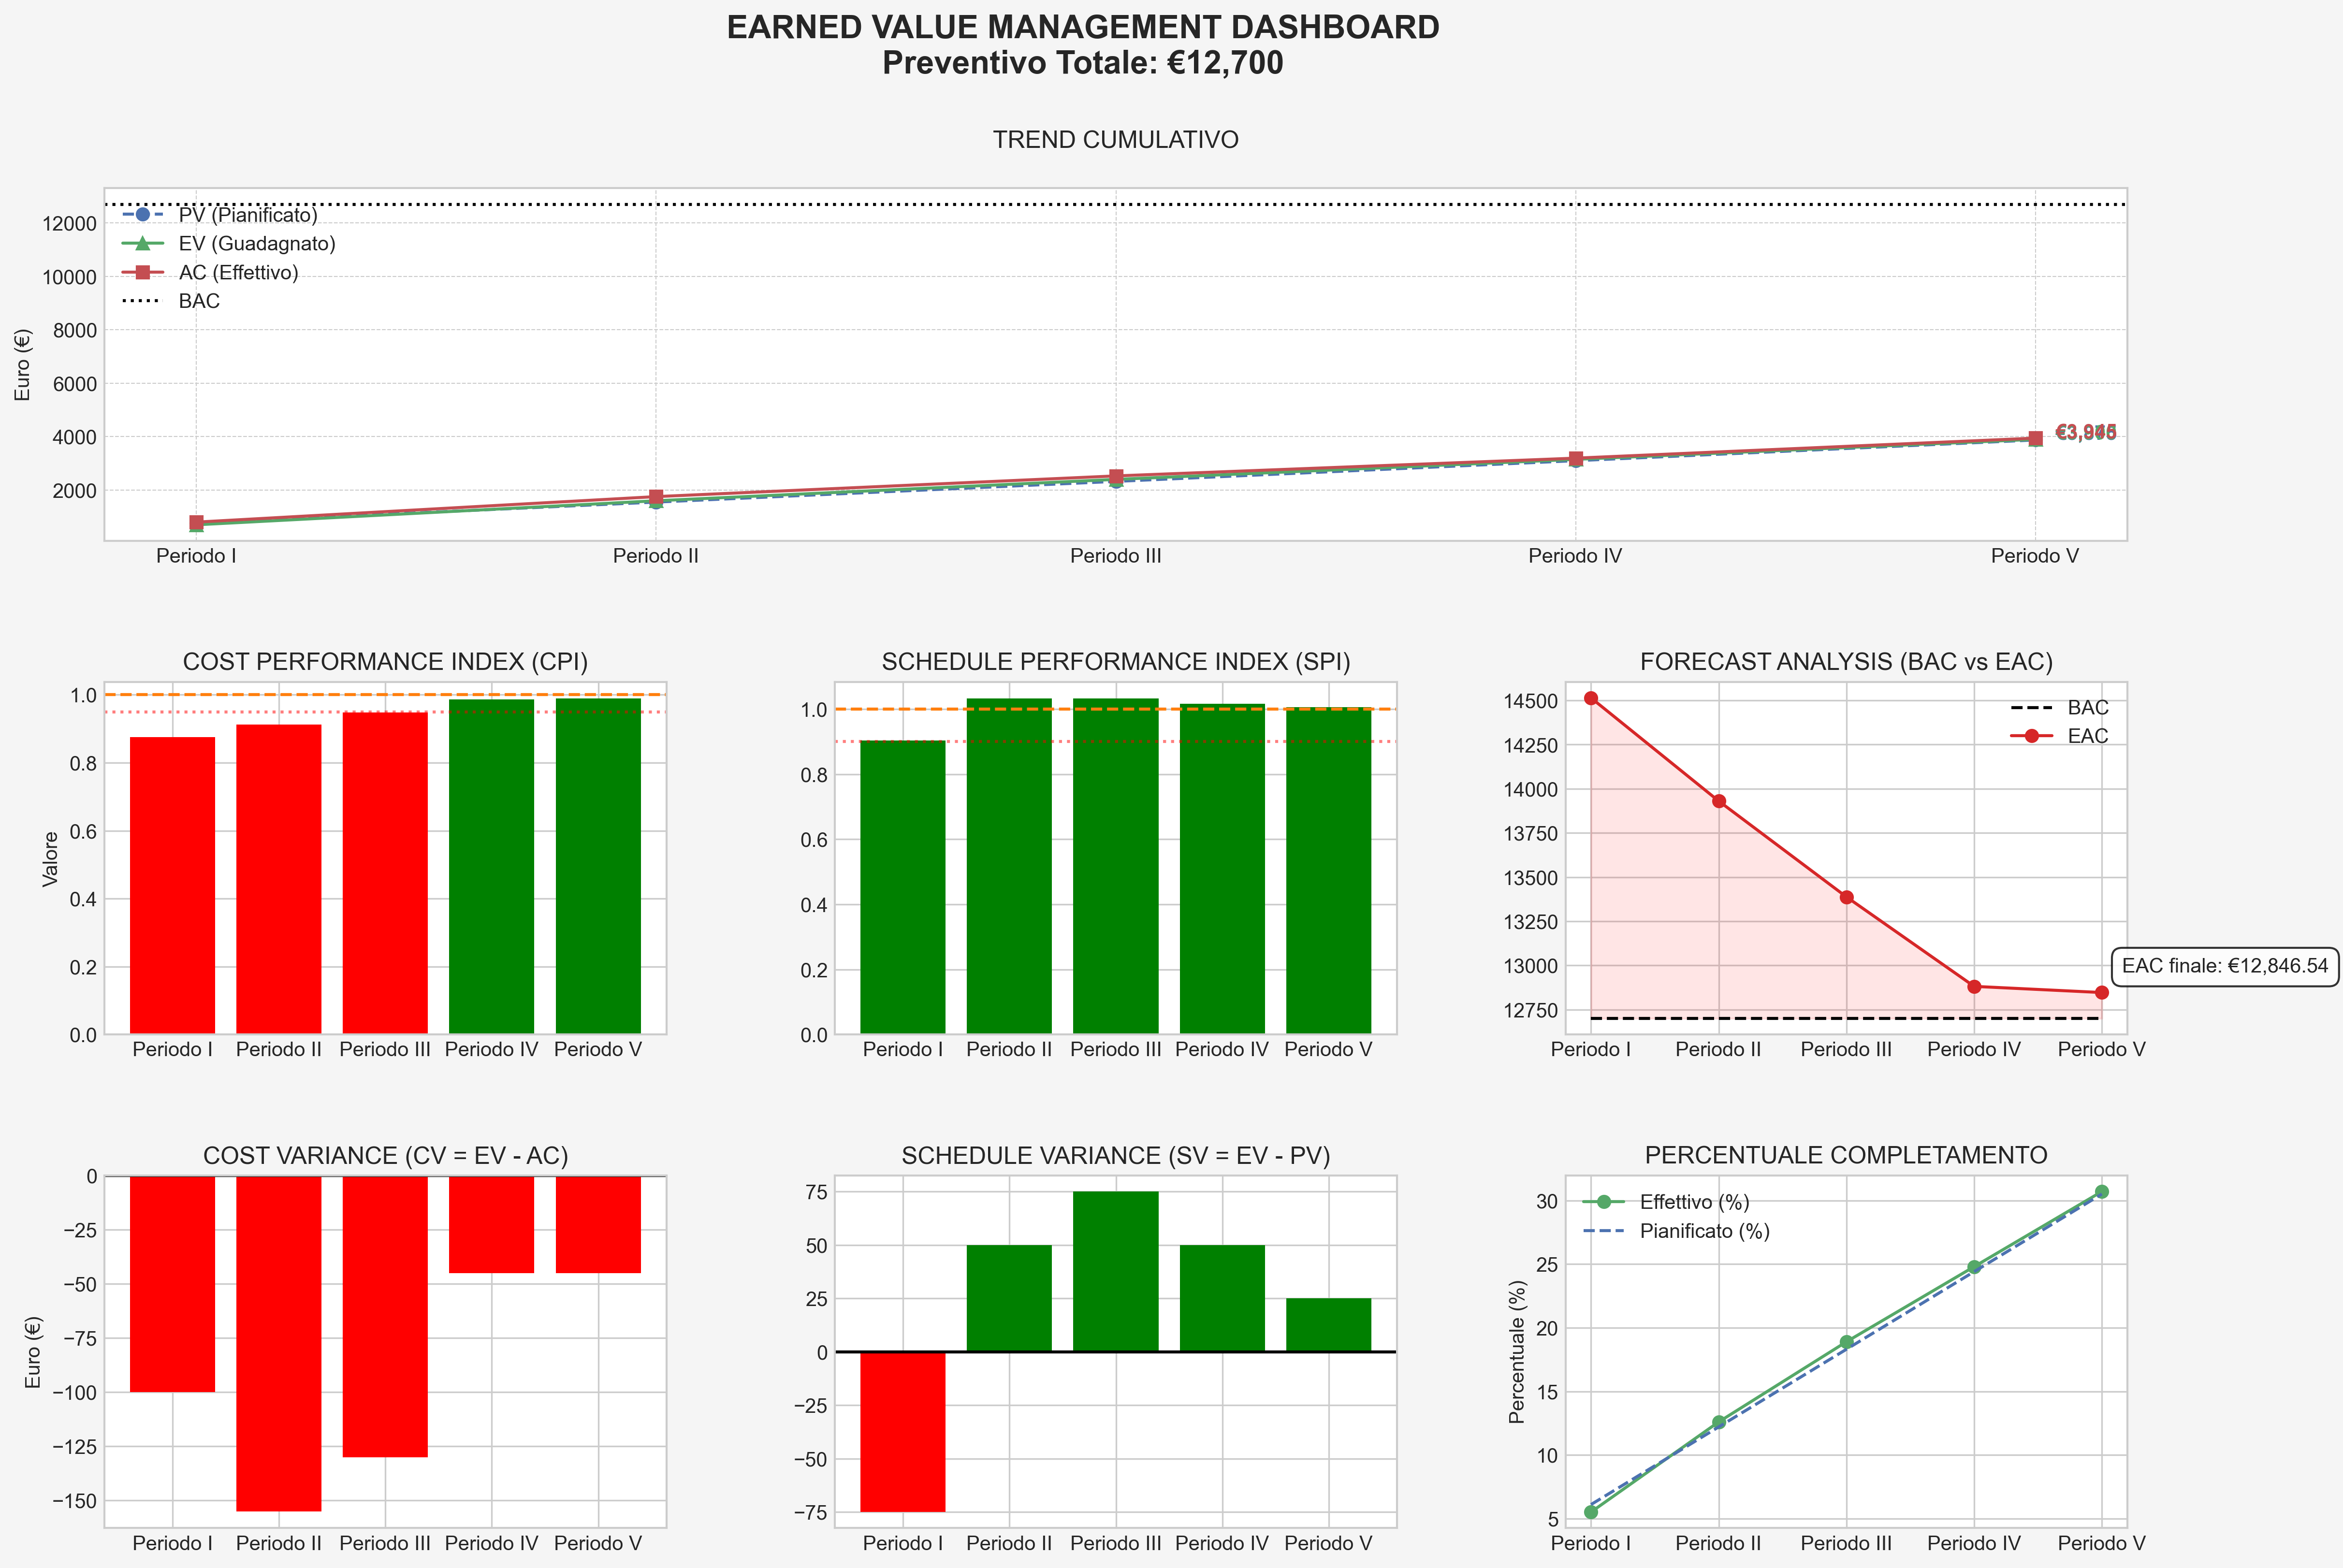 EARNED VALUE MANAGEMENT DASHBOARD
Preventivo Totale: €12,700
TREND CUMULATIVO
Euro (€)
12000
10000
8000
6000
4000
2000
PV (Pianificato)
EV (Guadagnato)
AC (Effettivo)
BAC
Periodo I Periodo II Periodo III Periodo IV Periodo V
COST PERFORMANCE INDEX (CPI)
Valore
1.0
0.8
0.6
0.4
0.2
0.0
Periodo I Periodo II Periodo III Periodo IV Periodo V
SCHEDULE PERFORMANCE INDEX (SPI)
1.0
0.8
0.6
0.4
0.2
0.0
Periodo I Periodo II Periodo III Periodo IV Periodo V
FORECAST ANALYSIS (BAC vs EAC)
14500
14250
14000
13750
13500
13250
13000
12750
BAC
EAC
EAC finale: €12,846.54
Periodo I Periodo II Periodo III Periodo IV Periodo V
COST VARIANCE (CV = EV - AC)
Euro (€)
0
−25
−50
−75
−100
−125
−150
Periodo I Periodo II Periodo III Periodo IV Periodo V
SCHEDULE VARIANCE (SV = EV - PV)
75
50
25
0
−25
−50
−75
Periodo I Periodo II Periodo III Periodo IV Periodo V
PERCENTUALE COMPLETAMENTO
Percentuale (%)
30
25
20
15
10
5
Effettivo (%)
Pianificato (%)
Periodo I Periodo II Periodo III Periodo IV Periodo V